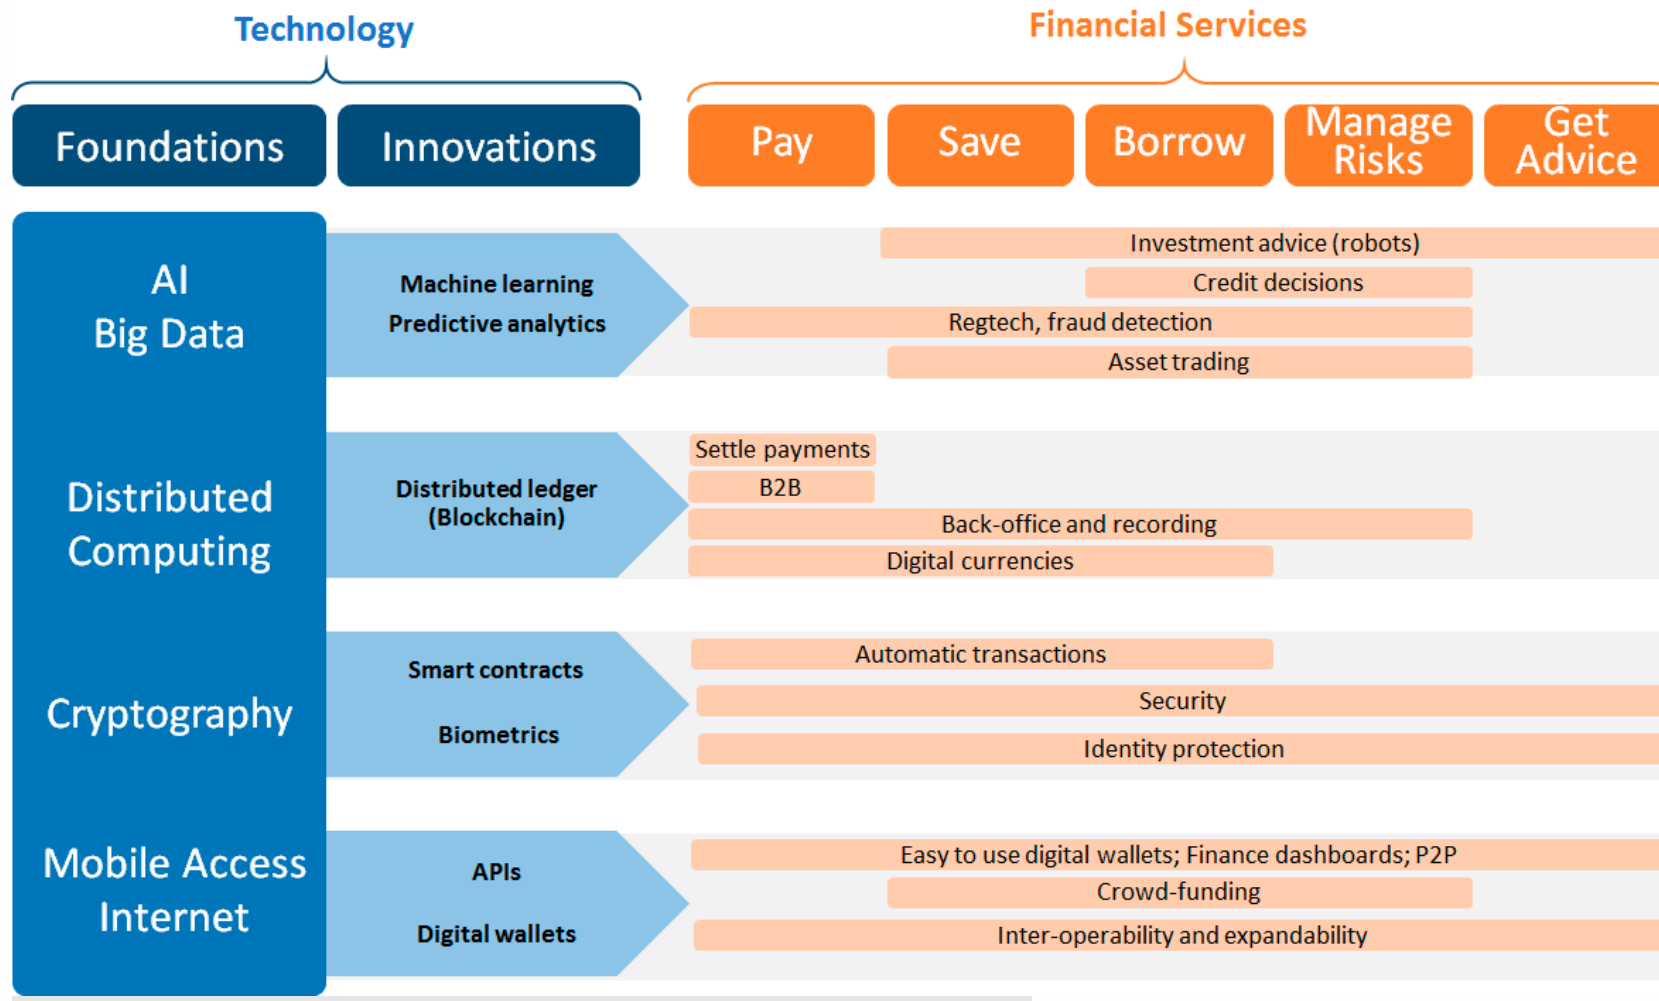 Technology
Financial Services
Foundations
Innovations
Pay
Save
Borrow
Manage
Risks
Get
Advice
AI
Big Data
Machine learning
Predictive analytics
Investment advice (robots)
Credit decisions
Regtech, fraud detection
Asset trading
Distributed
Computing
Distributed ledger
(Blockchain)
Settle payments
B2B
Back-office and recording
Digital currencies
Cryptography
Smart contracts
Biometrics
Automatic transactions
Security
Identity protection
Mobile Access
Internet
APIs
Digital wallets
Easy to use digital wallets; Finance dashboards; P2P
Crowd-funding
Inter-operability and expandability